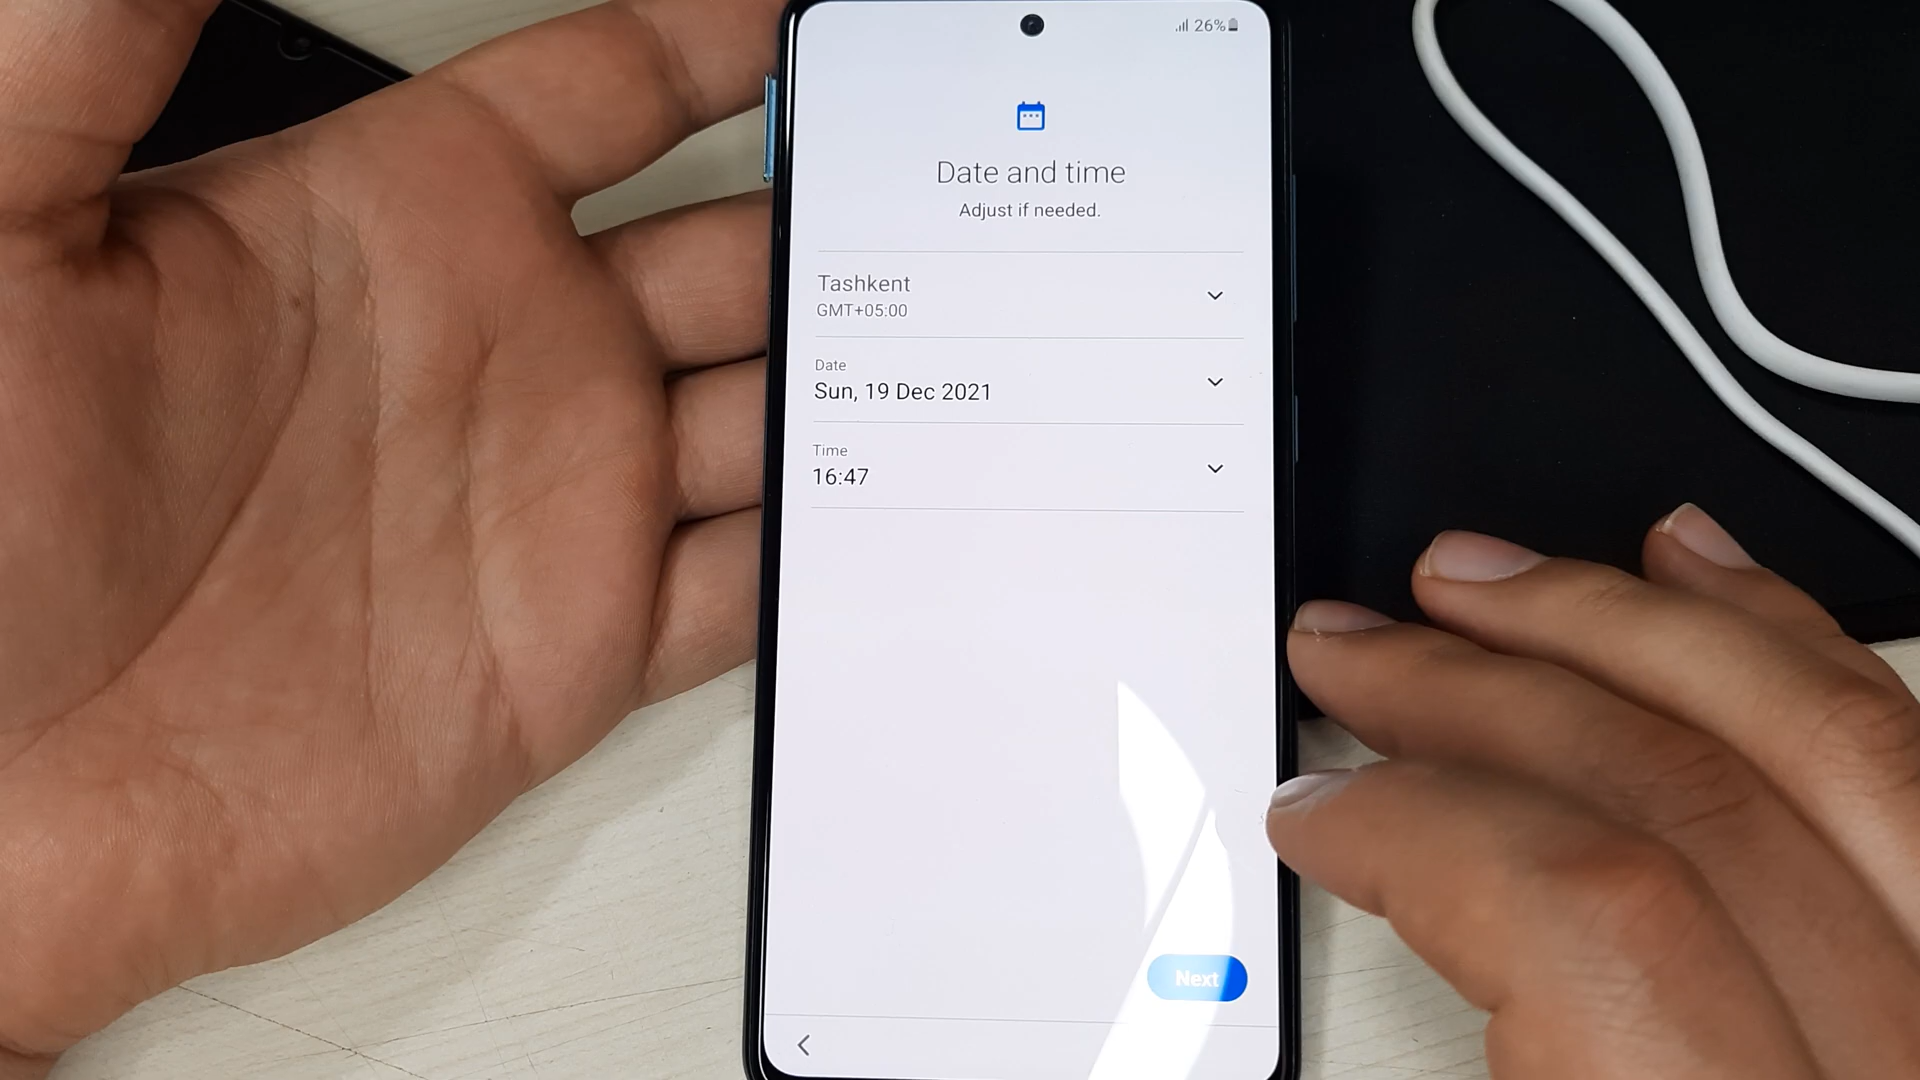 26%
Date and time
Adjust if needed.
Tashkent
GMT+05:00
Date
Sun, 19 Dec 2021
Time
16:47
Next